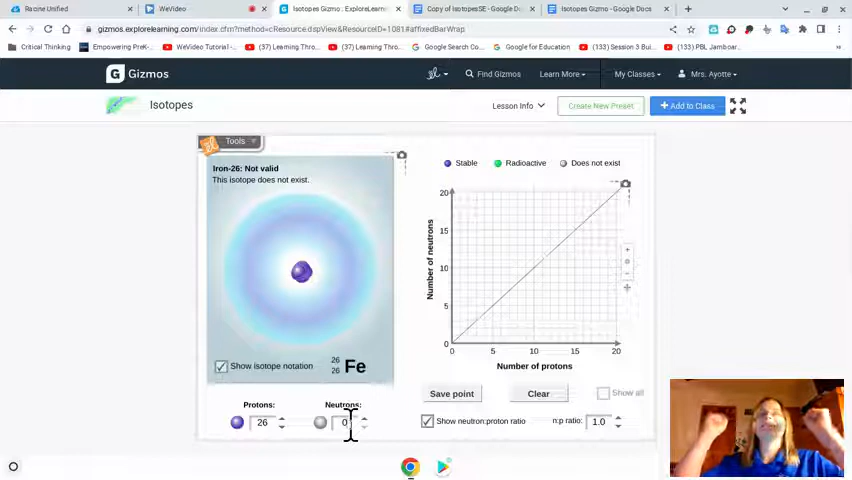 Racine Unified
WeVideo
Isotopes Gizmo : ExploreLearning
Copy of IsotopesSE - Google Doc
Isotopes Gizmo - Google Docs
gizmos.explorelearning.com/index.cfm?method=cResource.dspView&ResourceID=1081#affixedBarWrap
Critical Thinking
Empowering PreK-...
WeVideo Tutorial -...
(37) Learning Thro...
(37) Learning Thro...
Google Search Co...
Google for Education
(133) Session 3 Buil...
(133) PBL Jamboar...
Gizmos
Find Gizmos
Learn More
My Classes
Mrs. Ayotte
Isotopes
Lesson Info
Create New Preset
+ Add to Class
Tools
Iron-26: Not valid
This isotope does not exist.
Show isotope notation
26
26
Fe
Protons:
Neutrons:
26
0
Stable
Radioactive
Does not exist
Number of neutrons
20
15
10
5
0
0 5 10 15 20
Number of protons
Save point
Clear
Show all
Show neutron:proton ratio
n:p ratio: 1.0